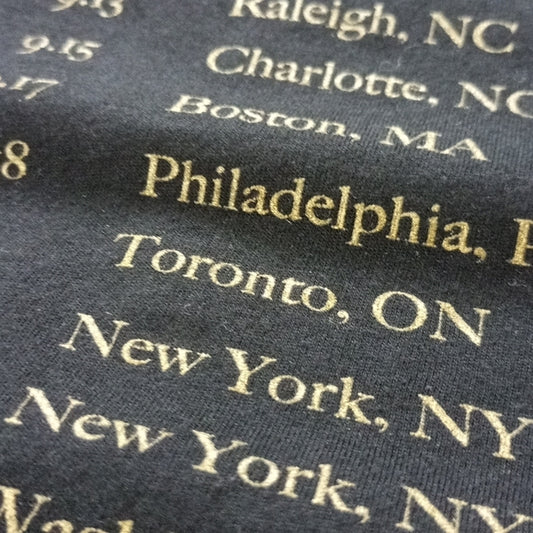 9.13 Raleigh, NC
9.15 Charlotte, NC
.17 Boston, MA
8 Philadelphia, P
Toronto, ON
New York, NY
New York, NY
Wash